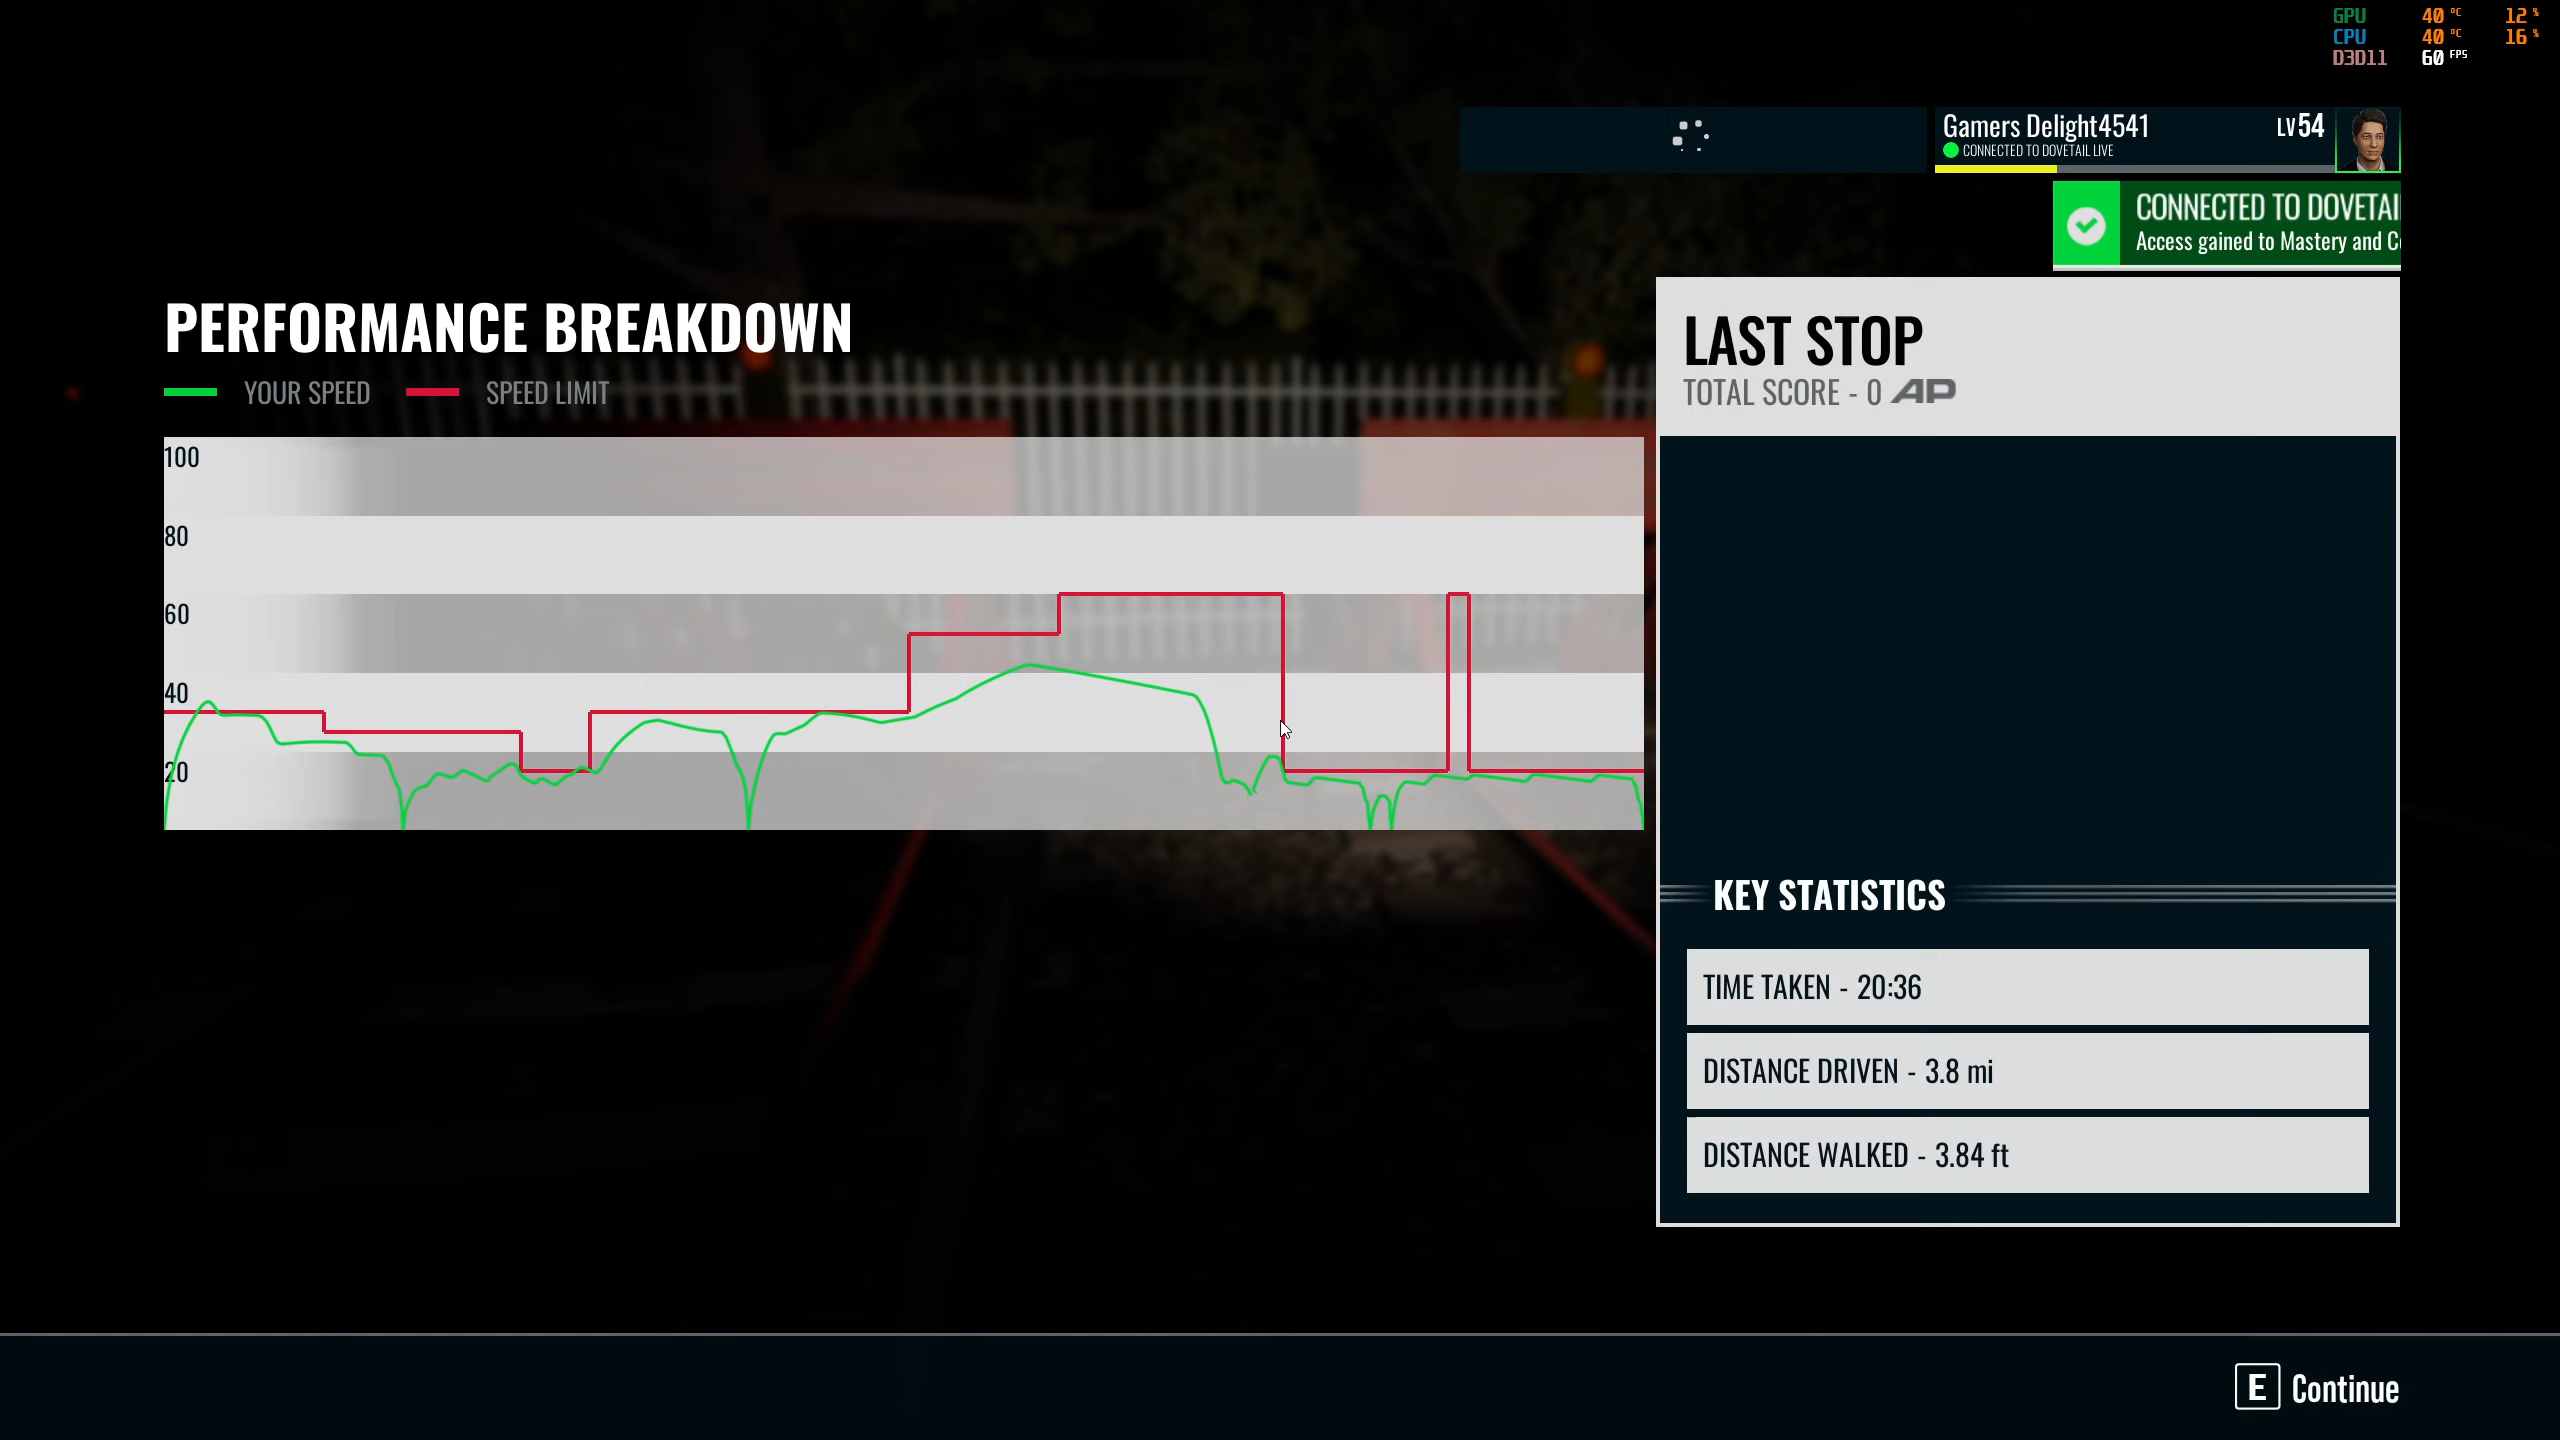 GPU 40 °C 12 %
CPU 40 °C 16 %
D3D11 60 FPS
Gamers Delight4541 LV 54
CONNECTED TO DOVETAIL LIVE
CONNECTED TO DOVETAI
Access gained to Mastery and C
PERFORMANCE BREAKDOWN
YOUR SPEED SPEED LIMIT
100
80
60
40
20
LAST STOP
TOTAL SCORE - 0 AP
KEY STATISTICS
TIME TAKEN - 20:36
DISTANCE DRIVEN - 3.8 mi
DISTANCE WALKED - 3.84 ft
E Continue